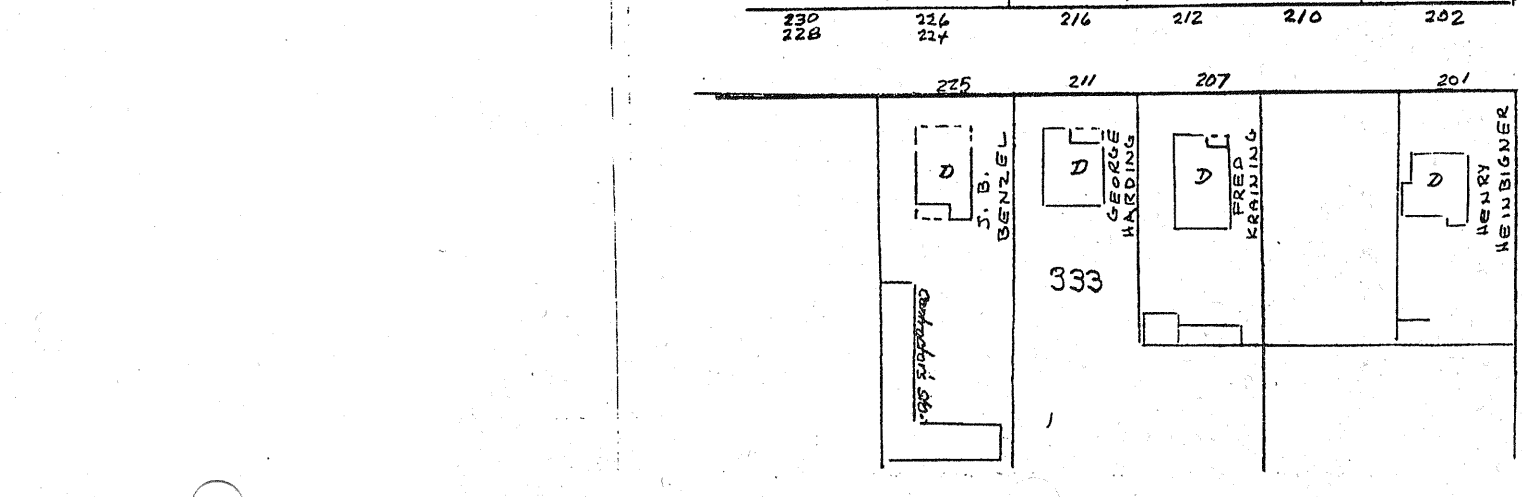 230 226 216 212 210 202
228 224
225 211 207 201
D
J. B.
BENZEL
D
GEORGE
HARDING
D
FRED
KRAINING
D
HENRY
HEINBIGNER
333
Contractor's